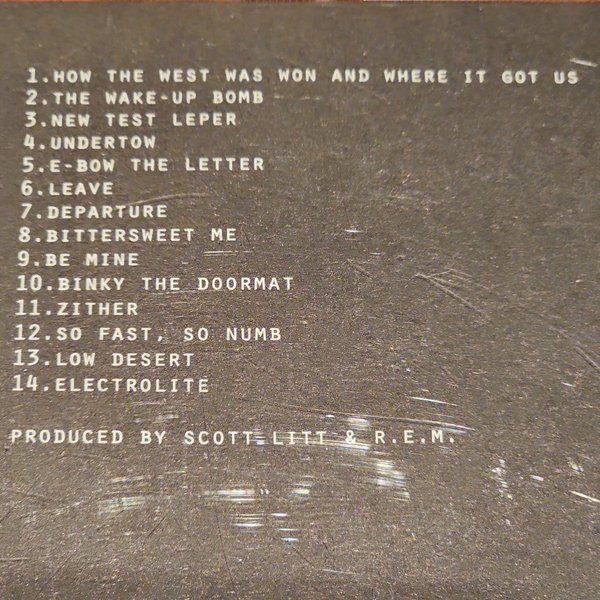 1.HOW THE WEST WAS WON AND WHERE IT GOT US
2.THE WAKE-UP BOMB
3.NEW TEST LEPER
4.UNDERTOW
5.E-BOW THE LETTER
6.LEAVE
7.DEPARTURE
8.BITTERSWEET ME
9.BE MINE
10.BINKY THE DOORMAT
11.ZITHER
12.SO FAST, SO NUMB
13.LOW DESERT
14.ELECTROLITE
PRODUCED BY SCOTT LITT & R.E.M.